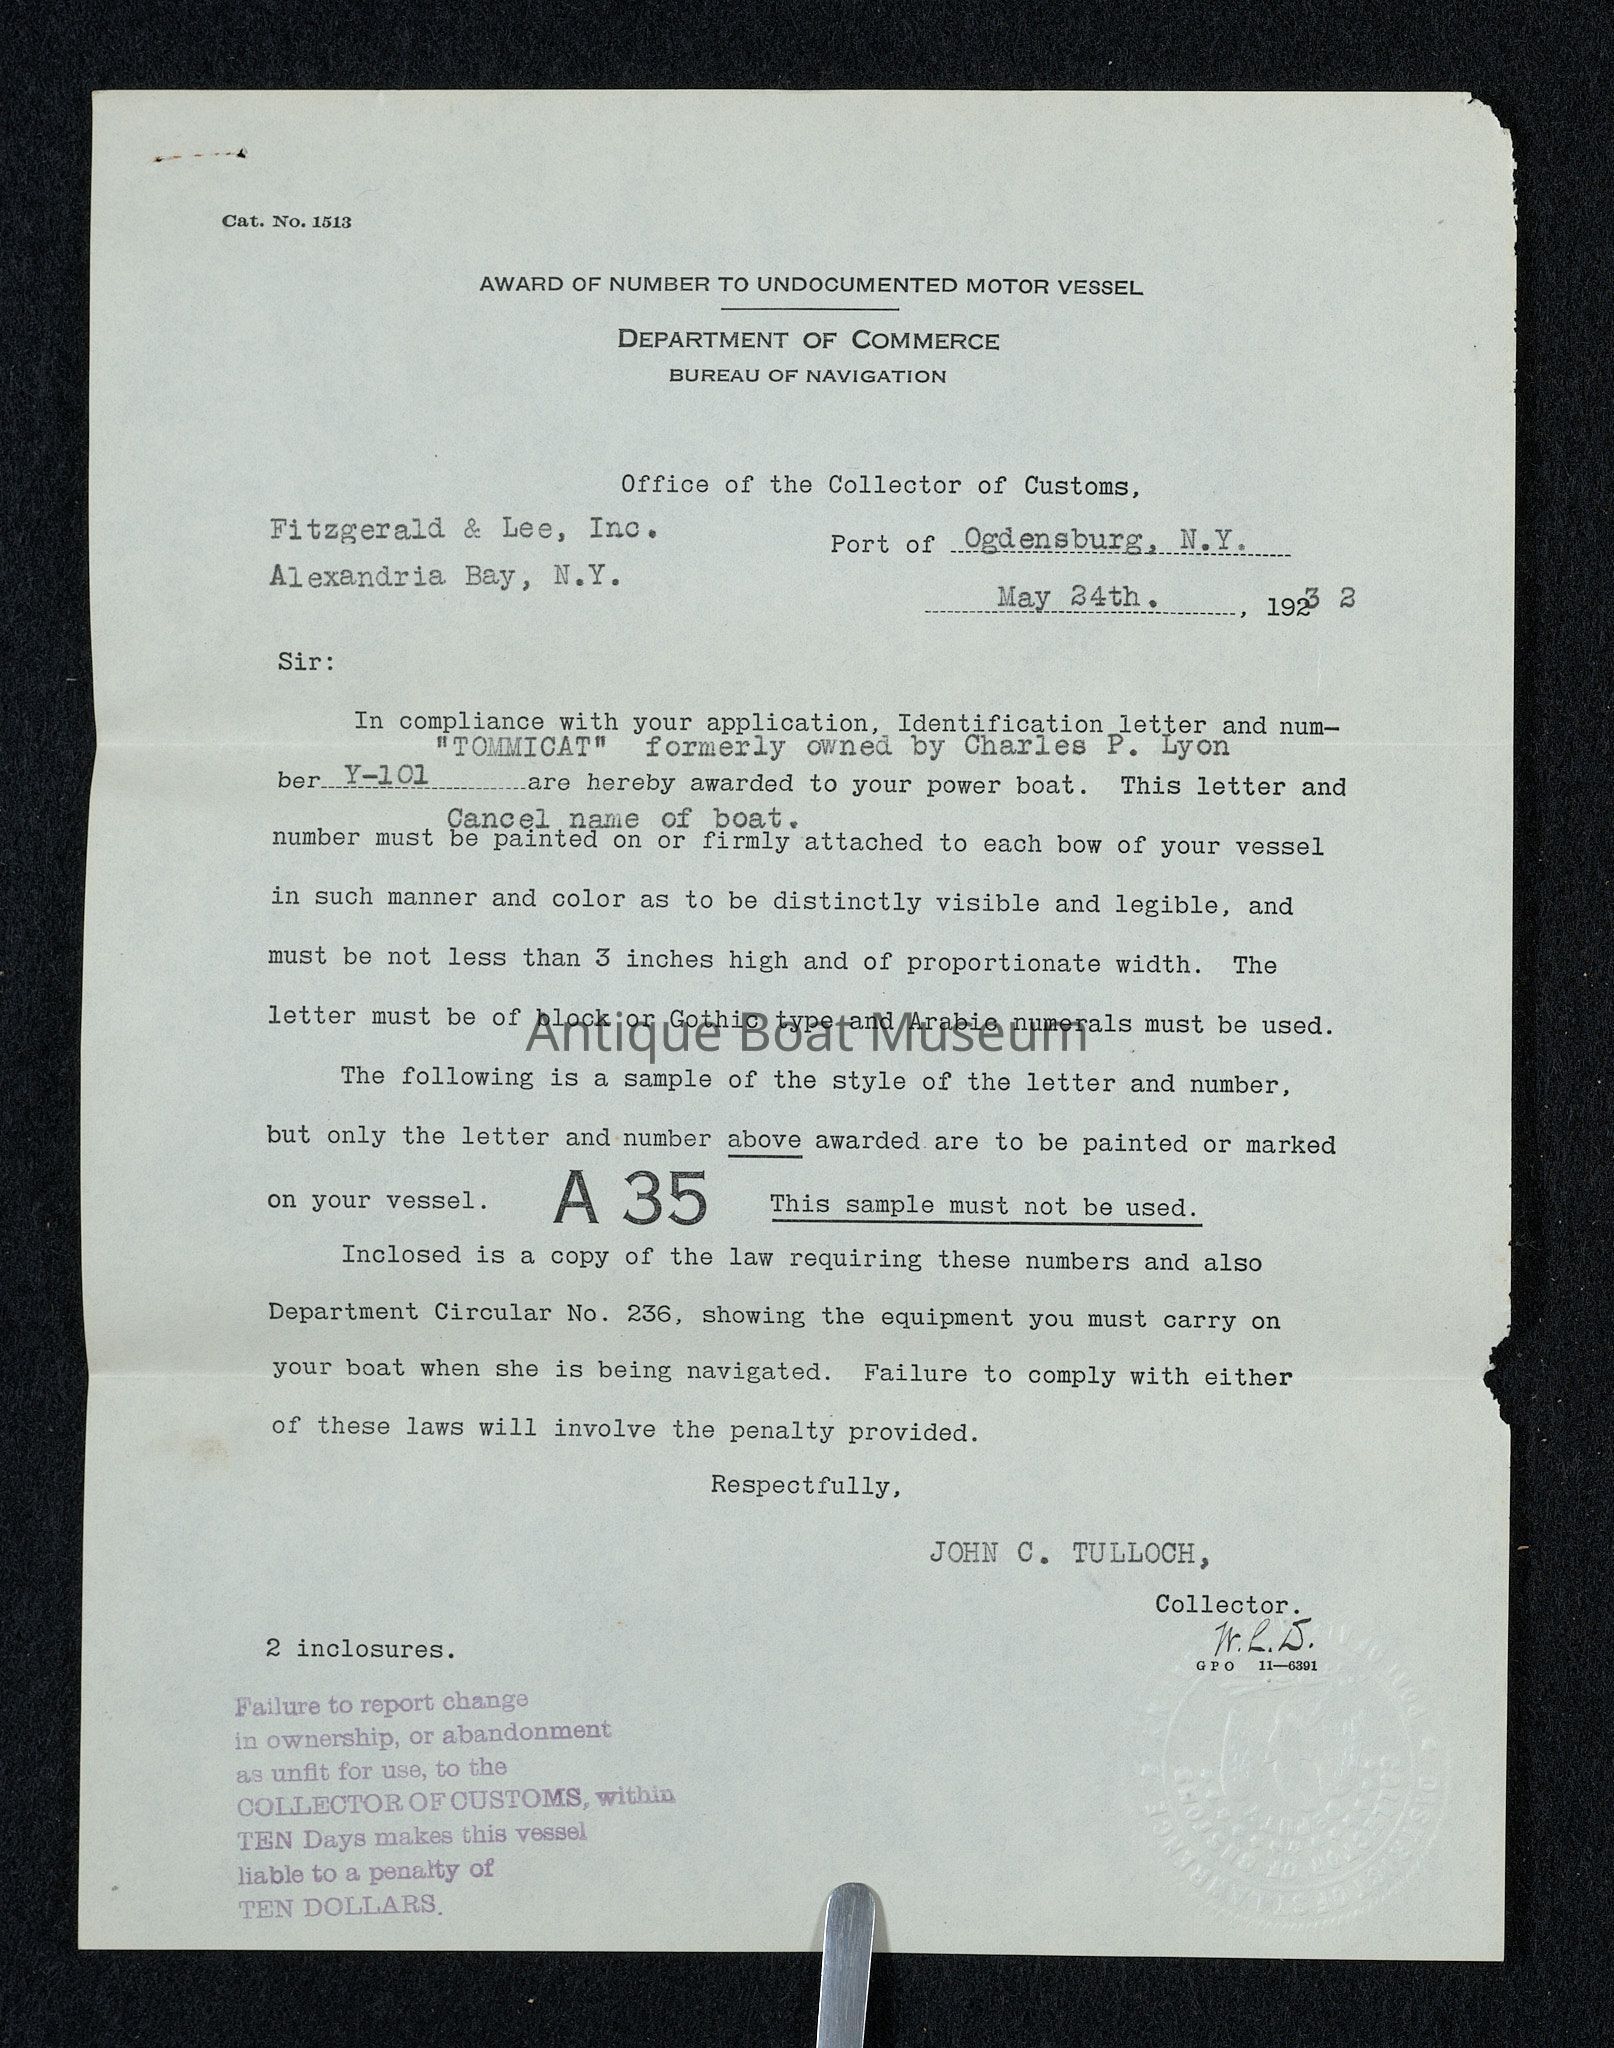 Cat. No. 1513
AWARD OF NUMBER TO UNDOCUMENTED MOTOR VESSEL
DEPARTMENT OF COMMERCE
BUREAU OF NAVIGATION
Office of the Collector of Customs,
Fitzgerald & Lee, Inc.
Port of Ogdensburg, N.Y.
Alexandria Bay, N.Y.
May 24th. , 1923 2
Sir:
In compliance with your application, Identification letter and num-
"TOMMICAT" formerly owned by Charles P. Lyon
ber Y-101 are hereby awarded to your power boat. This letter and
Cancel name of boat.
number must be painted on or firmly attached to each bow of your vessel
in such manner and color as to be distinctly visible and legible, and
must be not less than 3 inches high and of proportionate width. The
letter must be of block or Gothic type and Arabic numerals must be used.
Antique Boat Museum
The following is a sample of the style of the letter and number,
but only the letter and number above awarded are to be painted or marked
on your vessel. A 35 This sample must not be used.
Inclosed is a copy of the law requiring these numbers and also
Department Circular No. 236, showing the equipment you must carry on
your boat when she is being navigated. Failure to comply with either
of these laws will involve the penalty provided.
Respectfully,
JOHN C. TULLOCH,
Collector.
W.L.D.
2 inclosures.
GPO 11—6391
Failure to report change
in ownership, or abandonment
as unfit for use, to the
COLLECTOR OF CUSTOMS, within
TEN Days makes this vessel
liable to a penalty of
TEN DOLLARS.